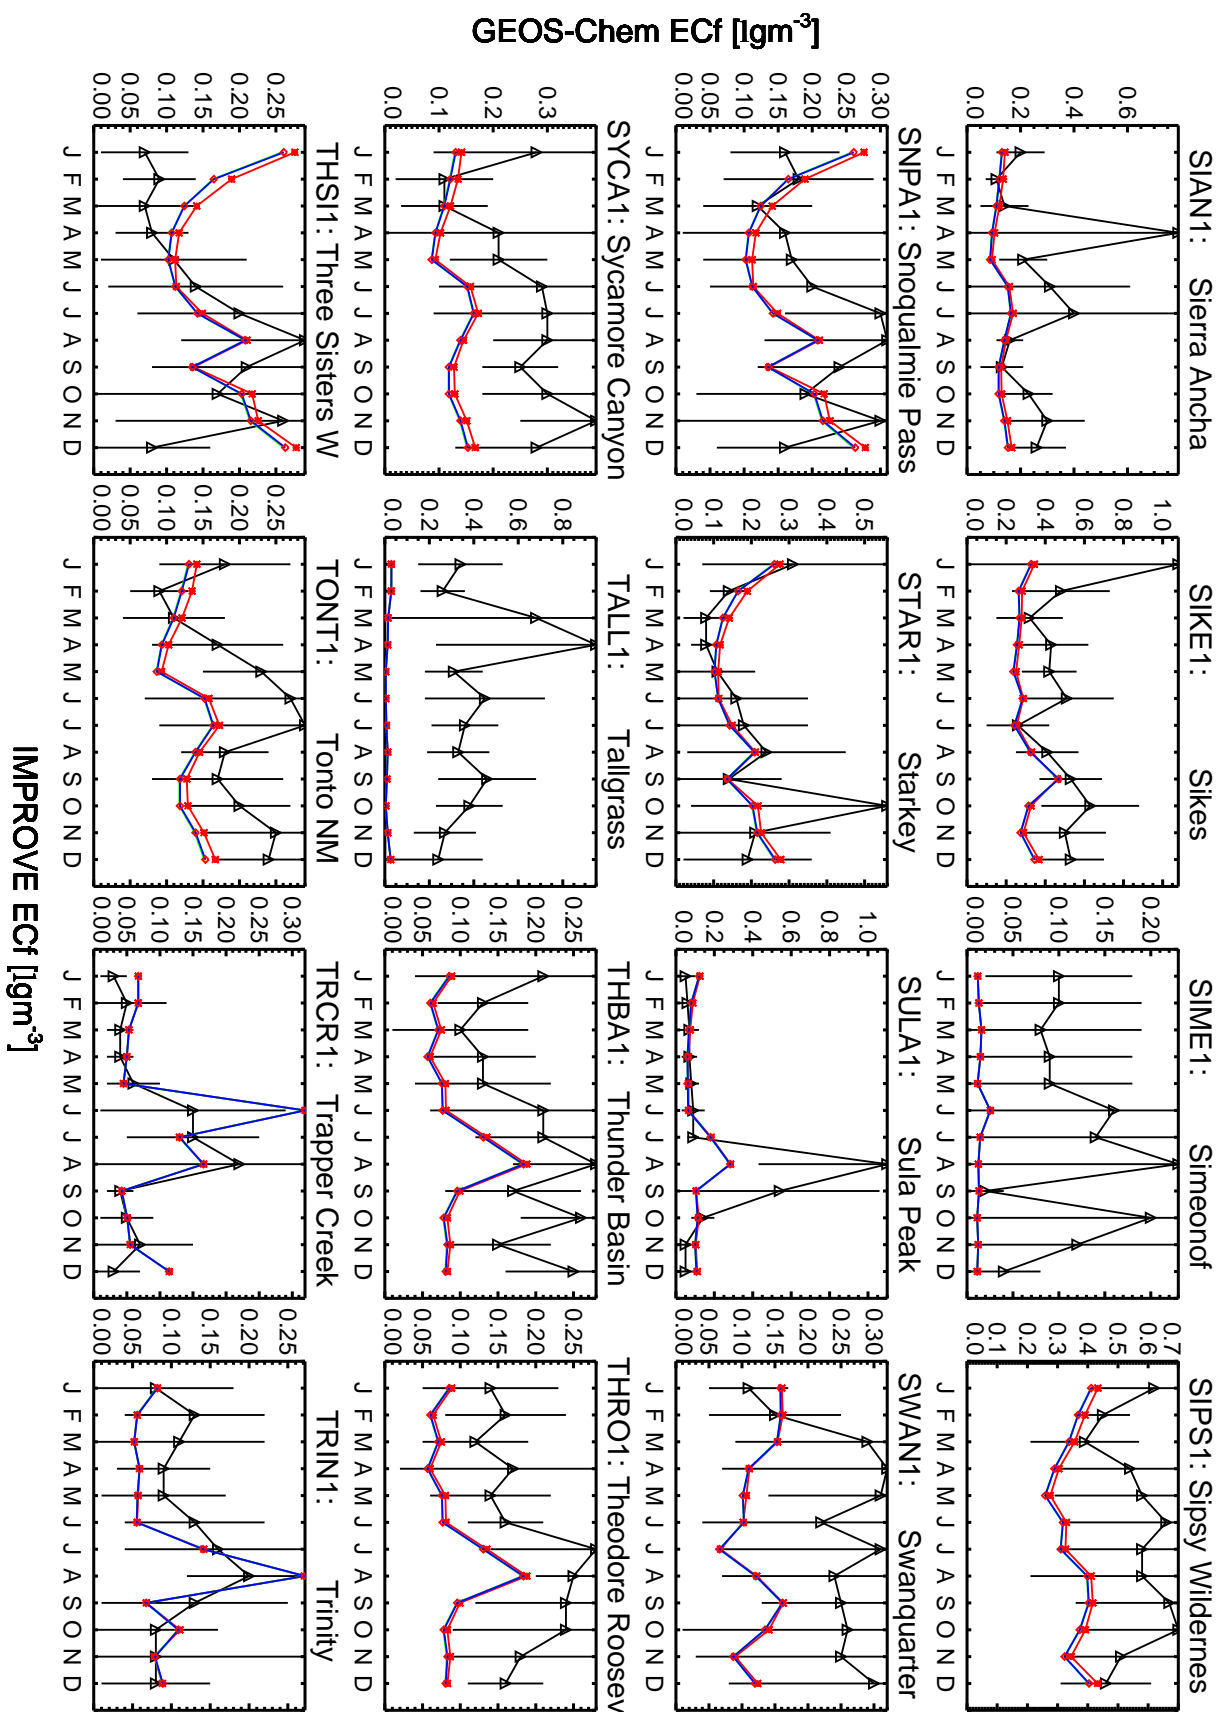 GEOS-Chem ECf [1gm-3]
SIAN1: Sierra Ancha
0.6
0.4
0.2
0.0
J F M A M J J A S O N D
SIKE1: Sikes
1.0
0.8
0.6
0.4
0.2
0.0
J F M A M J J A S O N D
SIME1: Simeonof
0.20
0.15
0.10
0.05
0.00
J F M A M J J A S O N D
SIPS1: Sipsy Wildernes
0.7
0.6
0.5
0.4
0.3
0.2
0.1
0.0
J F M A M J J A S O N D
SNPA1: Snoqualmie Pass
0.30
0.25
0.20
0.15
0.10
0.05
0.00
J F M A M J J A S O N D
STAR1: Starkey
0.5
0.4
0.3
0.2
0.1
0.0
J F M A M J J A S O N D
SULA1: Sula Peak
1.0
0.8
0.6
0.4
0.2
0.0
J F M A M J J A S O N D
SWAN1: Swanquarter
0.30
0.25
0.20
0.15
0.10
0.05
0.00
J F M A M J J A S O N D
SYCA1: Sycamore Canyon
0.3
0.2
0.1
0.0
J F M A M J J A S O N D
TALL1: Tallgrass
0.8
0.6
0.4
0.2
0.0
J F M A M J J A S O N D
THBA1: Thunder Basin
0.25
0.20
0.15
0.10
0.05
0.00
J F M A M J J A S O N D
THRO1: Theodore Roosev
0.25
0.20
0.15
0.10
0.05
0.00
J F M A M J J A S O N D
THSI1: Three Sisters W
0.25
0.20
0.15
0.10
0.05
0.00
J F M A M J J A S O N D
TONT1: Tonto NM
0.25
0.20
0.15
0.10
0.05
0.00
J F M A M J J A S O N D
TRCR1: Trapper Creek
0.30
0.25
0.20
0.15
0.10
0.05
0.00
J F M A M J J A S O N D
TRIN1: Trinity
0.25
0.20
0.15
0.10
0.05
0.00
J F M A M J J A S O N D
IMPROVE ECf [1gm-3]